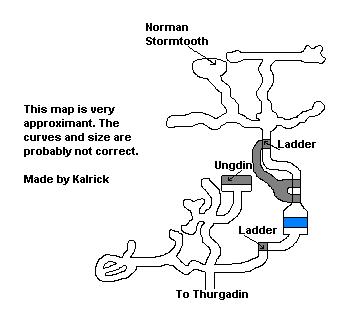 Norman
Stormtooth
This map is very
approximant. The
curves and size are
probably not correct.
Made by Kalrick
Ladder
Ungdin
Ladder
To Thurgadin